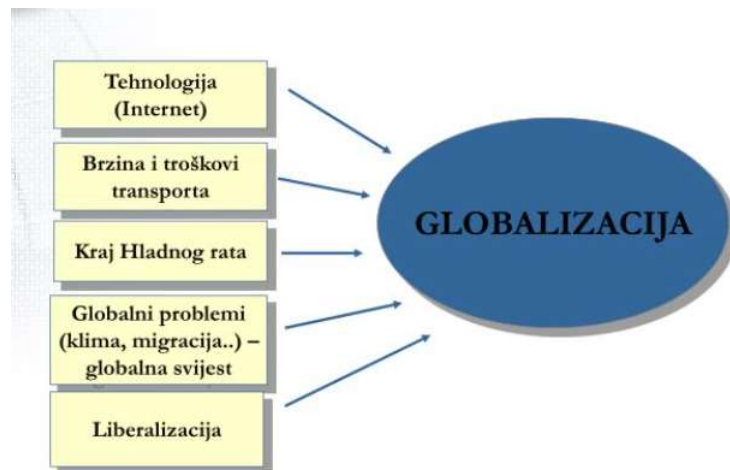 Tehnologija
(Internet)
Brzina i troškovi
transporta
Kraj Hladnog rata
Globalni problemi
(klima, migracija..) –
globalna svijest
Liberalizacija
GLOBALIZACIJA